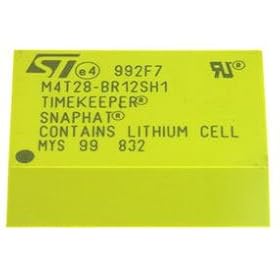 ST e4 992F7
M4T28-BR12SH1
TIMEKEEPER®
SNAPHAT®
CONTAINS LITHIUM CELL
MYS 99 832